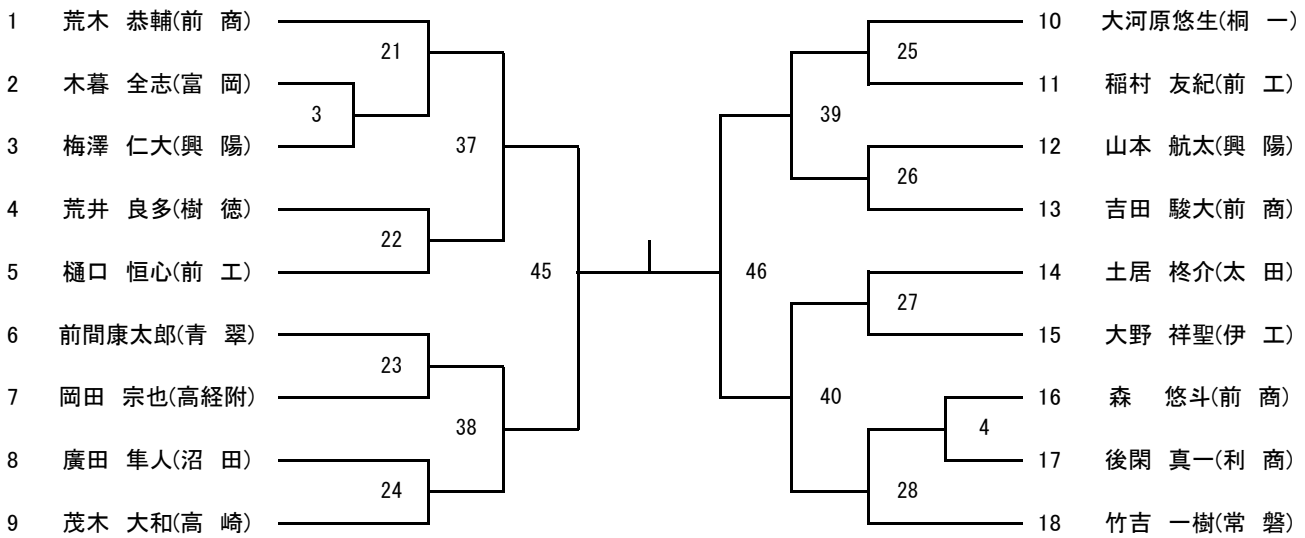 1 荒木 恭輔(前 商)
2 木暮 全志(富 岡)
3 梅澤 仁大(興 陽)
4 荒井 良多(樹 徳)
5 樋口 恒心(前 工)
6 前間康太郎(青 翠)
7 岡田 宗也(高経附)
8 廣田 隼人(沼 田)
9 茂木 大和(高 崎)
21
3
37
22
45
23
38
24
46
25
39
26
27
40
4
28
10 大河原悠生(桐 一)
11 稲村 友紀(前 工)
12 山本 航太(興 陽)
13 吉田 駿大(前 商)
14 土居 柊介(太 田)
15 大野 祥聖(伊 工)
16 森 悠斗(前 商)
17 後閑 真一(利 商)
18 竹吉 一樹(常 磐)